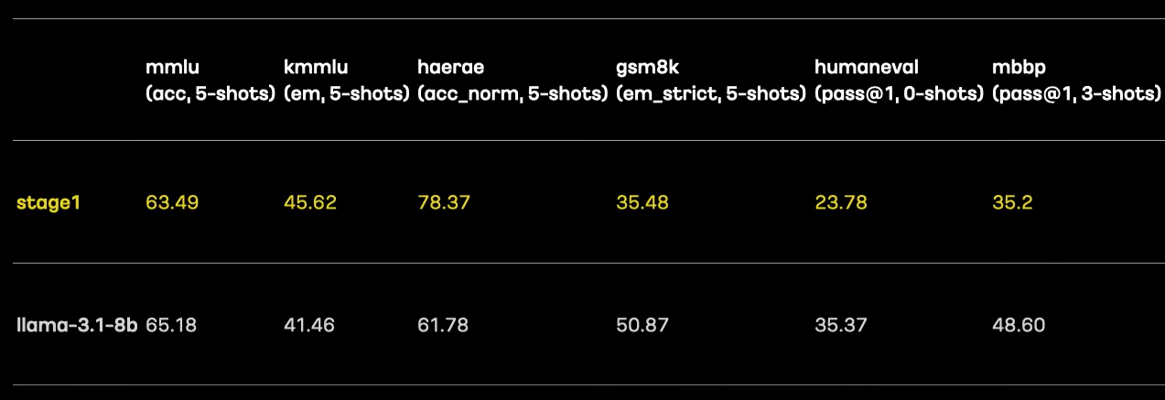 mmlu kmmlu haerae gsm8k humaneval mbbp
(acc, 5-shots) (em, 5-shots) (acc_norm, 5-shots) (em_strict, 5-shots) (pass@1, 0-shots) (pass@1, 3-shots)
stage1 63.49 45.62 78.37 35.48 23.78 35.2
llama-3.1-8b 65.18 41.46 61.78 50.87 35.37 48.60